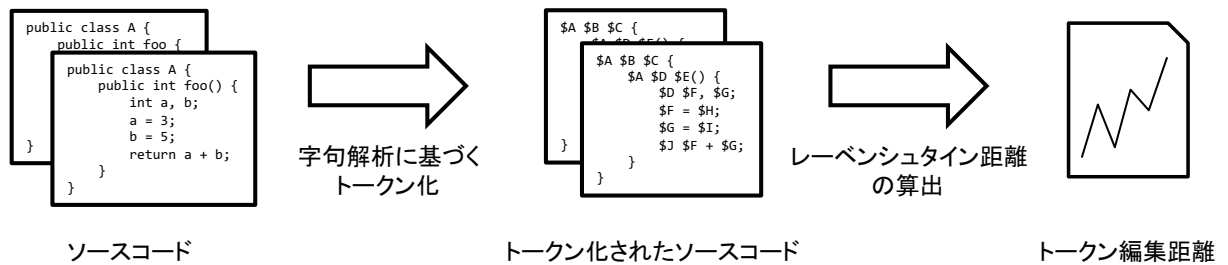 public class A {
public int foo {
}
public class A {
public int foo() {
int a, b;
a = 3;
b = 5;
return a + b;
}
}
字句解析に基づく
トークン化
$A $B $C {
}
$A $B $C {
$A $D $E() {
$D $F, $G;
$F = $H;
$G = $I;
$J $F + $G;
}
}
レーベンシュタイン距離
の算出
ソースコード
トークン化されたソースコード
トークン編集距離